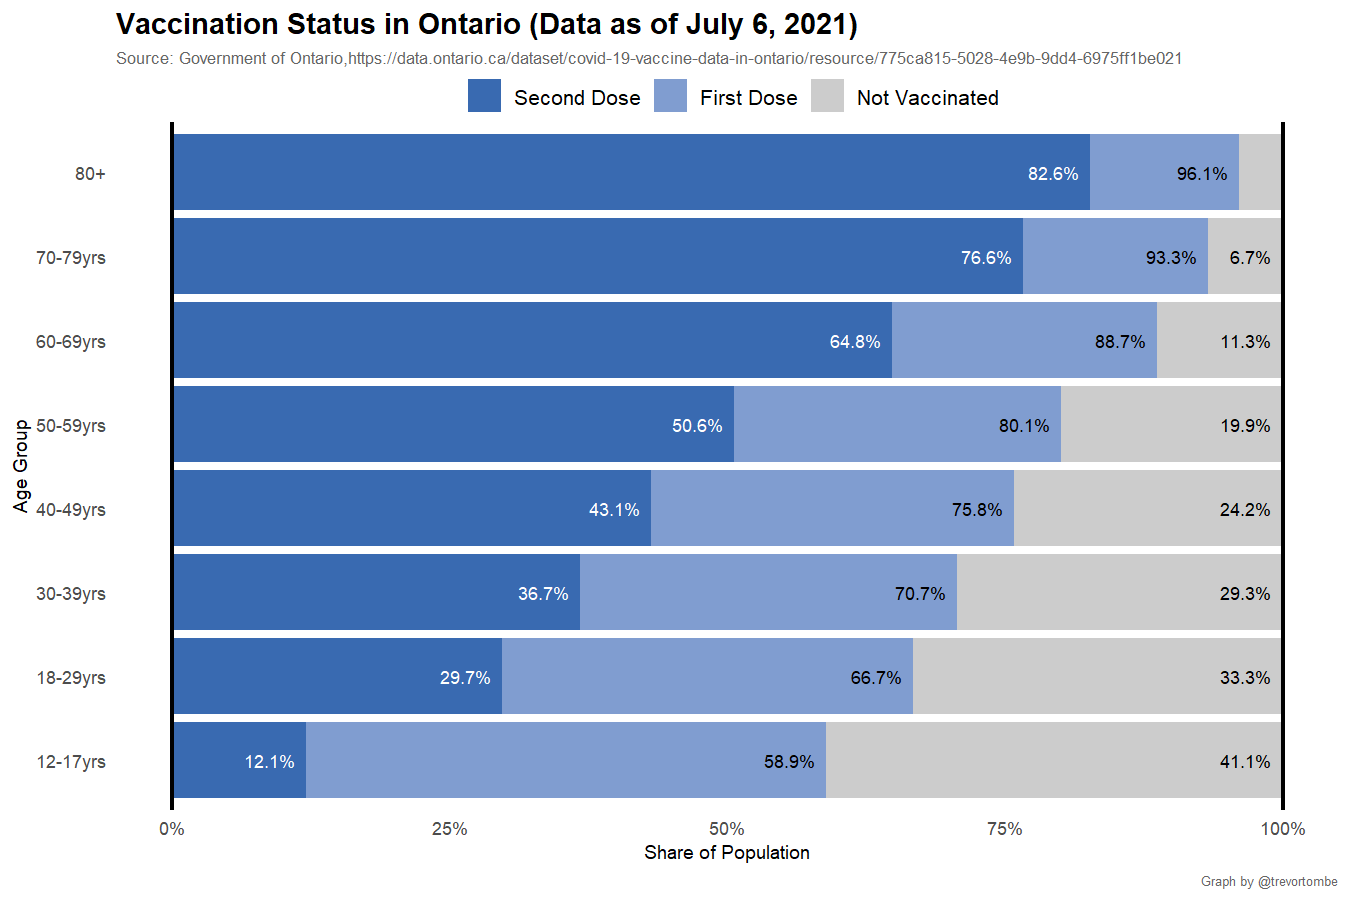 Vaccination Status in Ontario (Data as of July 6, 2021)
Source: Government of Ontario,https://data.ontario.ca/dataset/covid-19-vaccine-data-in-ontario/resource/775ca815-5028-4e9b-9dd4-6975ff1be021
Second Dose First Dose Not Vaccinated
80+ 82.6% 96.1%
70-79yrs 76.6% 93.3% 6.7%
60-69yrs 64.8% 88.7% 11.3%
50-59yrs 50.6% 80.1% 19.9%
Age Group
40-49yrs 43.1% 75.8% 24.2%
30-39yrs 36.7% 70.7% 29.3%
18-29yrs 29.7% 66.7% 33.3%
12-17yrs 12.1% 58.9% 41.1%
0% 25% 50% 75% 100%
Share of Population
Graph by @trevortombe